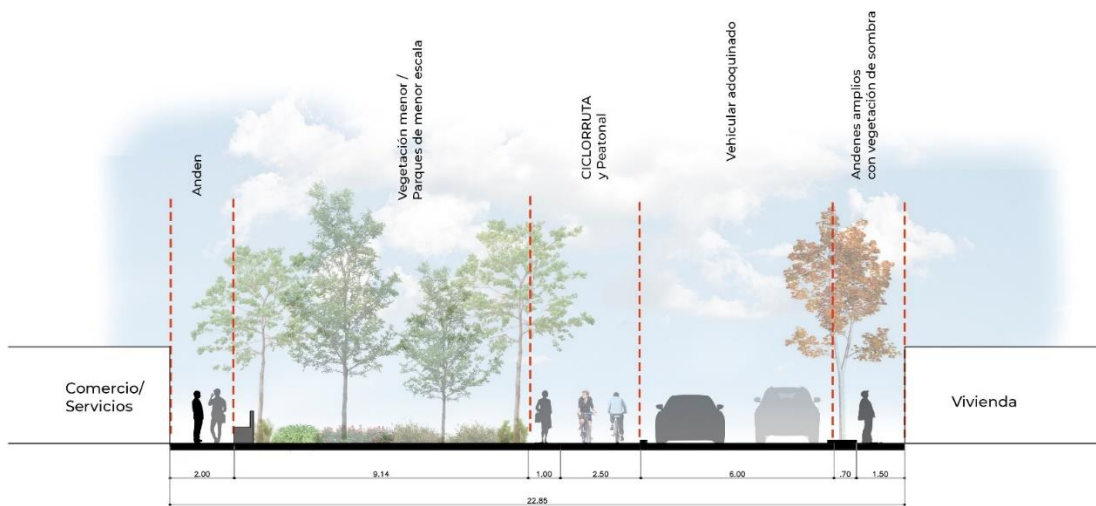 Anden
Vegetación menor /
Parques de menor escala
CICLORRUTA
y Peatonal
Vehicular adoquinado
Andenes amplios
con vegetación de sombra
Comercio/
Servicios
Vivienda
2.00
9.14
1.00
2.50
6.00
.70
1.50
22.85